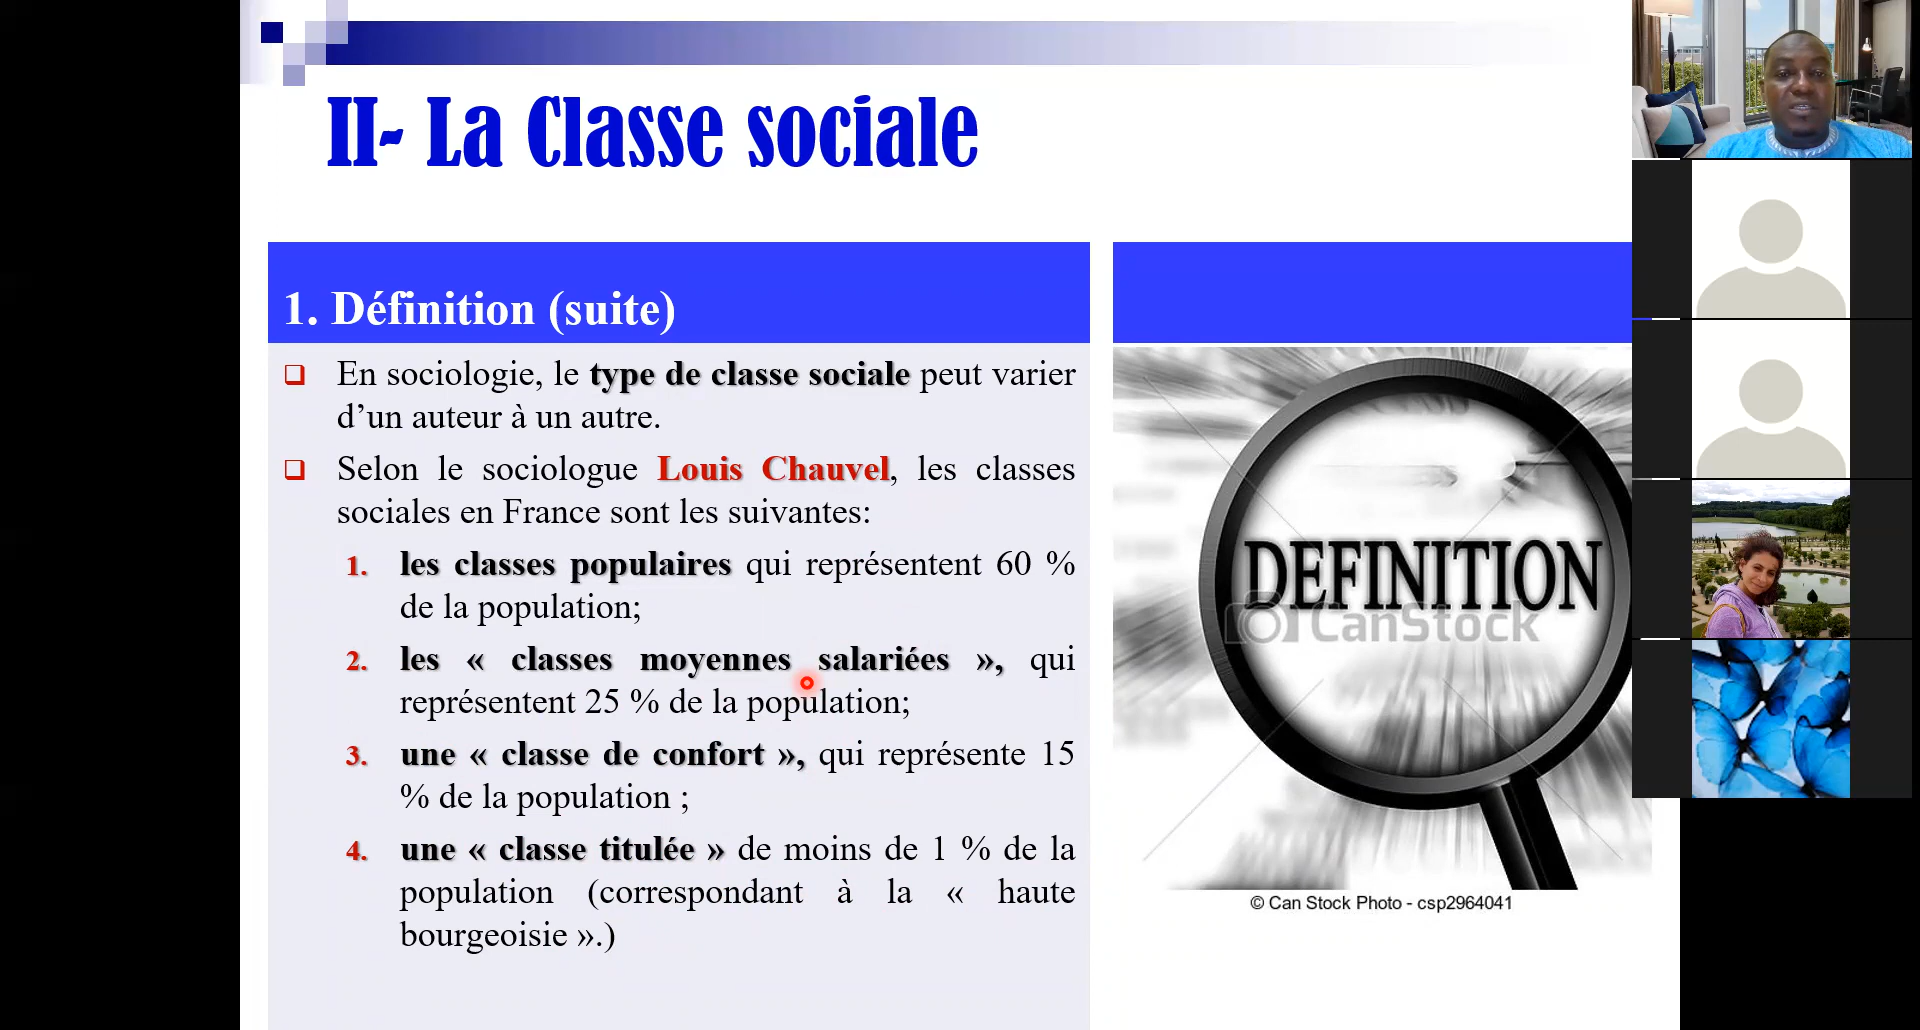 II- La Classe sociale
1. Définition (suite)
En sociologie, le type de classe sociale peut varier
d’un auteur à un autre.
Selon le sociologue Louis Chauvel, les classes
sociales en France sont les suivantes:
1. les classes populaires qui représentent 60 %
de la population;
2. les « classes moyennes salariées », qui
représentent 25 % de la population;
3. une « classe de confort », qui représente 15
% de la population ;
4. une « classe titulée » de moins de 1 % de la
population (correspondant à la « haute
bourgeoisie ».)
DEFINITION
CanStock
© Can Stock Photo - csp2964041